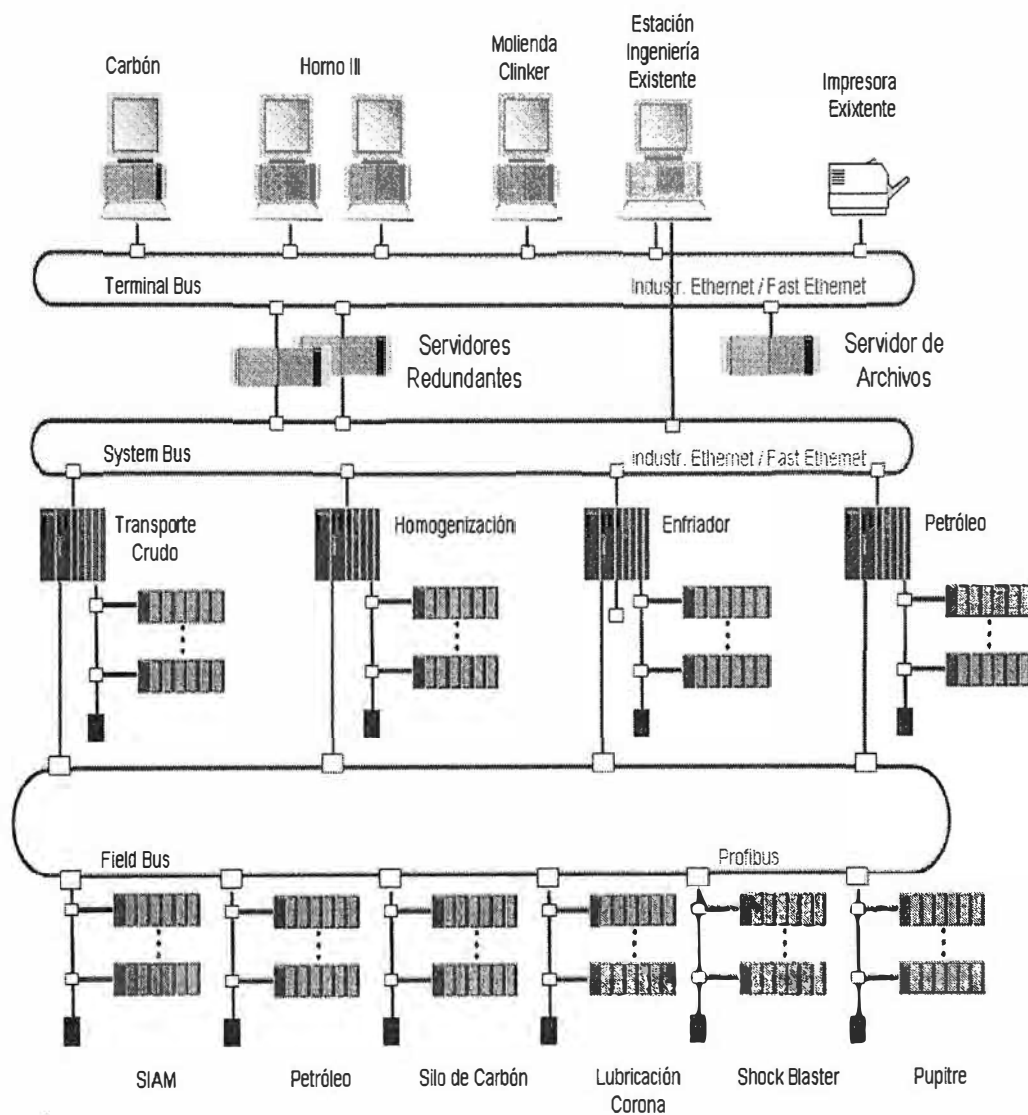 Carbón
Horno III
Molienda
Clinker
Estación
Ingeniería
Existente
Impresora
Exixtente
Terminal Bus
Industr. Ethernet / Fast Ethernet
Servidores
Redundantes
Servidor de
Archivos
System Bus
Industr. Ethernet / Fast Ethernet
Transporte
Crudo
Homogenización
Enfriador
Petróleo
Field Bus
Profibus
SIAM
Petróleo
Silo de Carbón
Lubricación
Corona
Shock Blaster
Pupitre